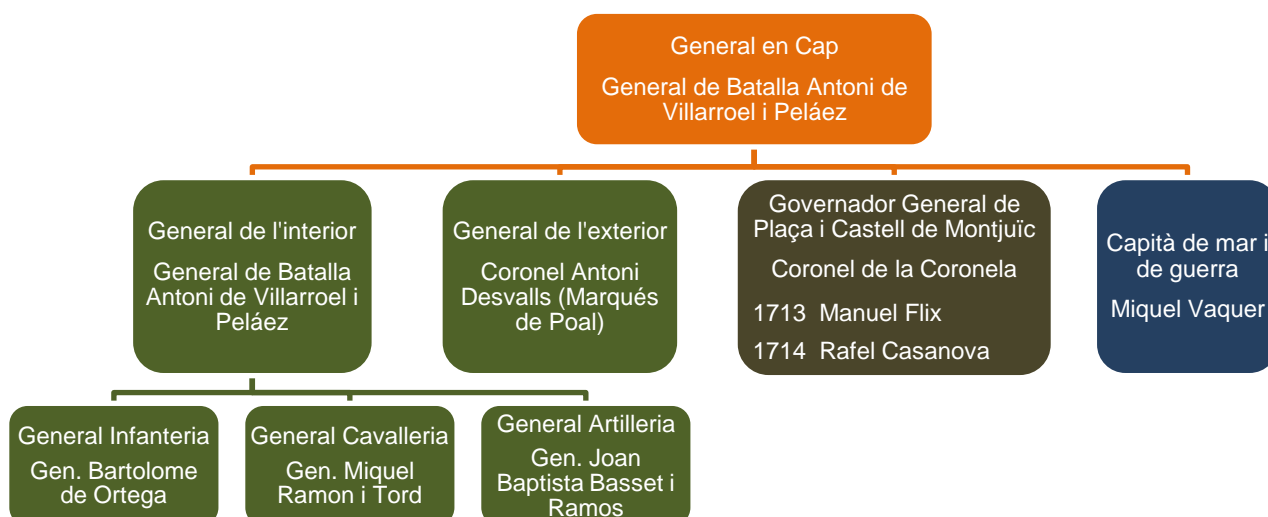 General en Cap
General de Batalla Antoni de
Villarroel i Peláez
General de l'interior
General de Batalla
Antoni de Villarroel i
Peláez
General de l'exterior
Coronel Antoni
Desvalls (Marqués
de Poal)
Governador General de
Plaça i Castell de Montjuïc
Coronel de la Coronela
1713 Manuel Flix
1714 Rafel Casanova
Capità de mar i
de guerra
Miquel Vaquer
General Infanteria
Gen. Bartolome
de Ortega
General Cavalleria
Gen. Miquel
Ramon i Tord
General Artilleria
Gen. Joan
Baptista Basset i
Ramos